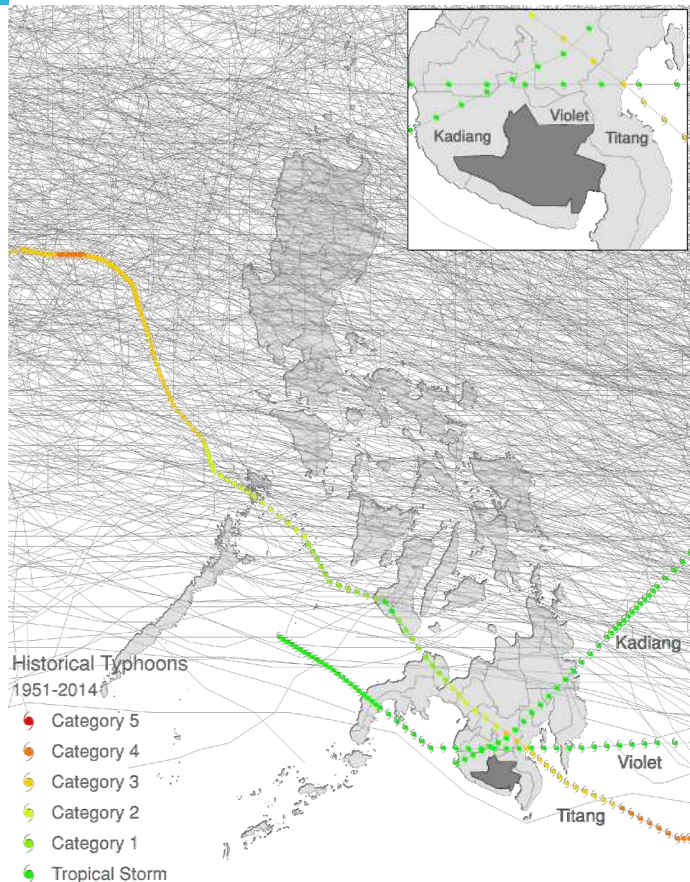 Kadiang
Violet
Titang
Kadiang
Violet
Titang
Historical Typhoons
1951-2014
Category 5
Category 4
Category 3
Category 2
Category 1
Tropical Storm